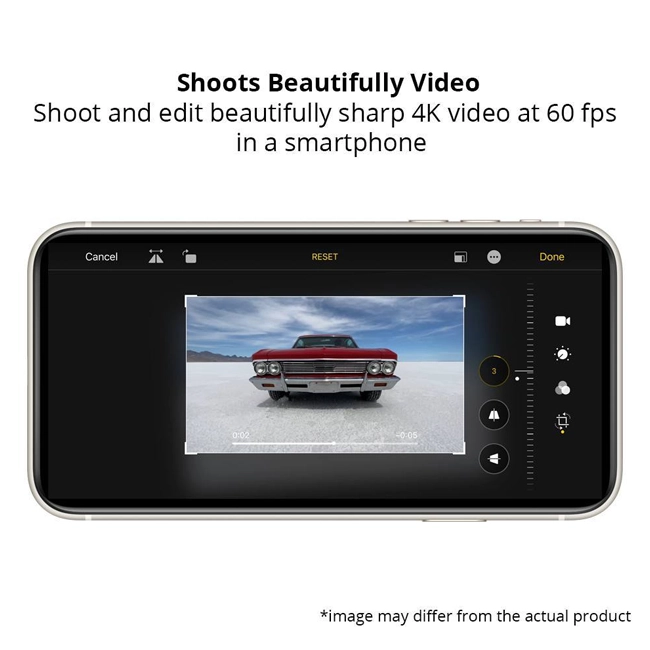 Shoots Beautifully Video
Shoot and edit beautifully sharp 4K video at 60 fps
in a smartphone
Cancel RESET Done
3
0:02 -0:05
*image may differ from the actual product